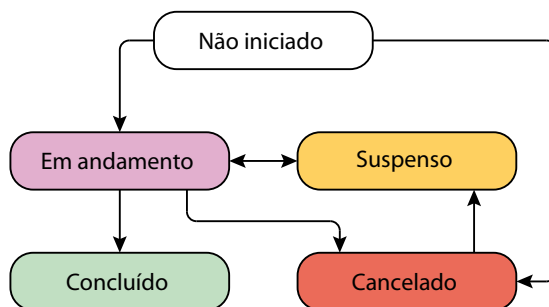 Não iniciado
Em andamento
Suspenso
Concluído
Cancelado